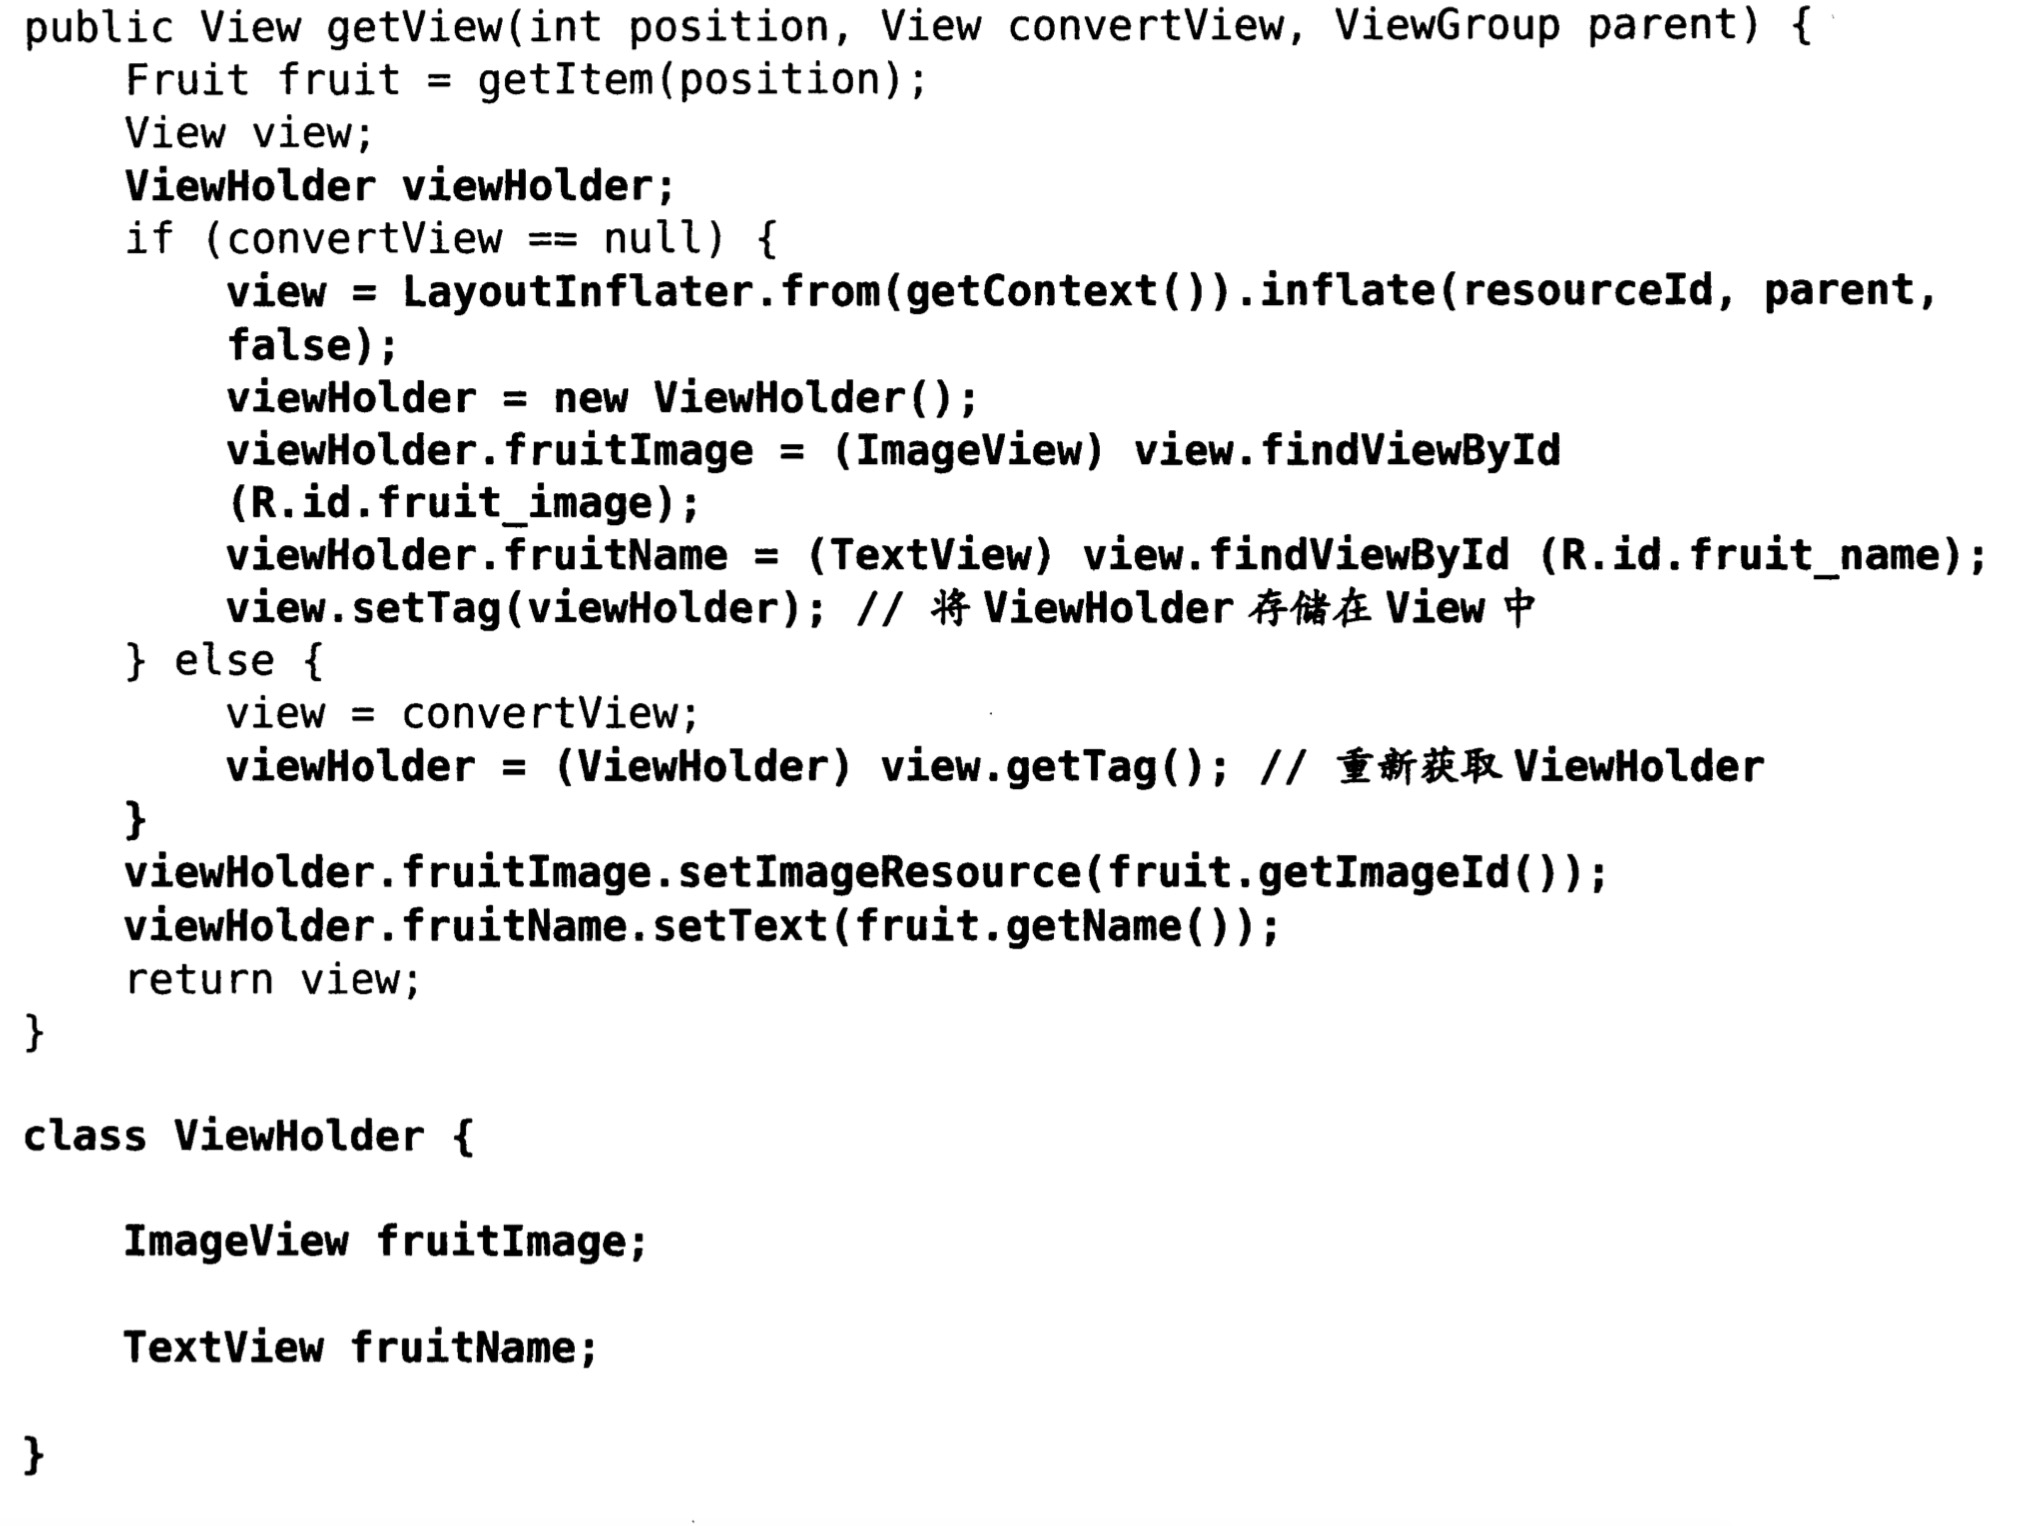 public View getView(int position, View convertView, ViewGroup parent) {
    Fruit fruit = getItem(position);
    View view;
    ViewHolder viewHolder;
    if (convertView == null) {
        view = LayoutInflater.from(getContext()).inflate(resourceId, parent,
        false);
        viewHolder = new ViewHolder();
        viewHolder.fruitImage = (ImageView) view.findViewById
        (R.id.fruit_image);
        viewHolder.fruitName = (TextView) view.findViewById (R.id.fruit_name);
        view.setTag(viewHolder); // 将 ViewHolder 存储在 View 中
    } else {
        view = convertView;
        viewHolder = (ViewHolder) view.getTag(); // 重新获取 ViewHolder
    }
    viewHolder.fruitImage.setImageResource(fruit.getImageId());
    viewHolder.fruitName.setText(fruit.getName());
    return view;
}
class ViewHolder {
    ImageView fruitImage;
    TextView fruitName;
}